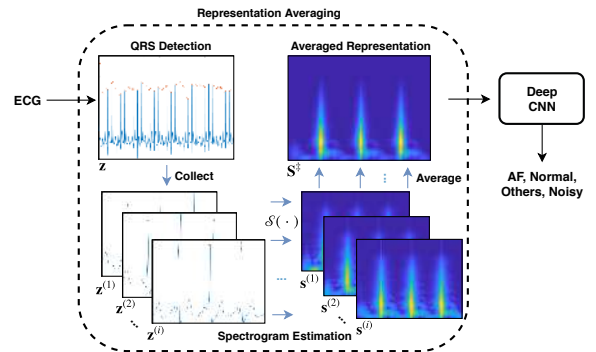 Representation Averaging
QRS Detection
Averaged Representation
ECG
Deep
CNN
z
S‡
Collect
Average
AF, Normal,
Others, Noisy
𝒮(·)
z(1)
z(2)
...
z(i)
...
s(1)
s(2)
...
s(i)
Spectrogram Estimation